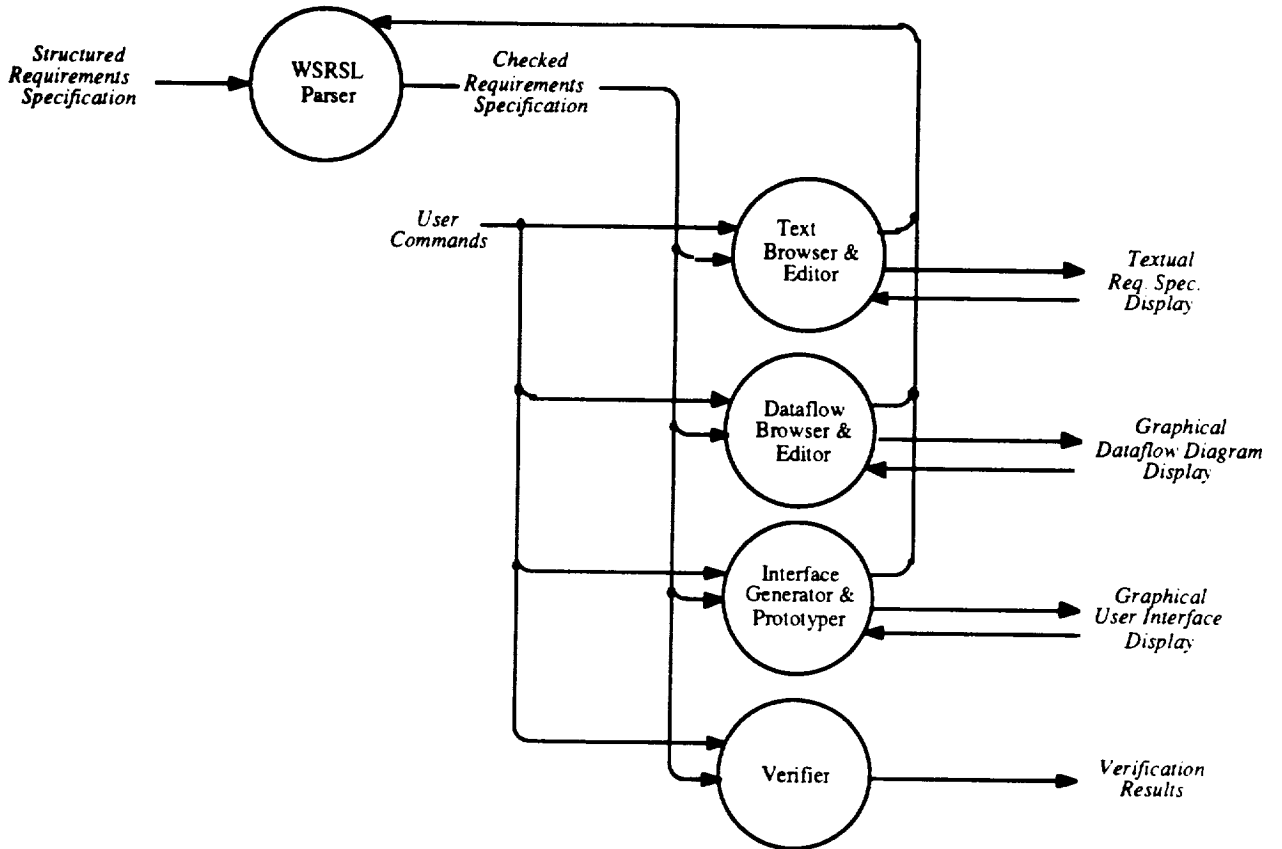 Structured
Requirements
Specification
WSRSL
Parser
Checked
Requirements
Specification
User
Commands
Text
Browser &
Editor
Textual
Req. Spec.
Display
Dataflow
Browser &
Editor
Graphical
Dataflow Diagram
Display
Interface
Generator &
Prototyper
Graphical
User Interface
Display
Verifier
Verification
Results